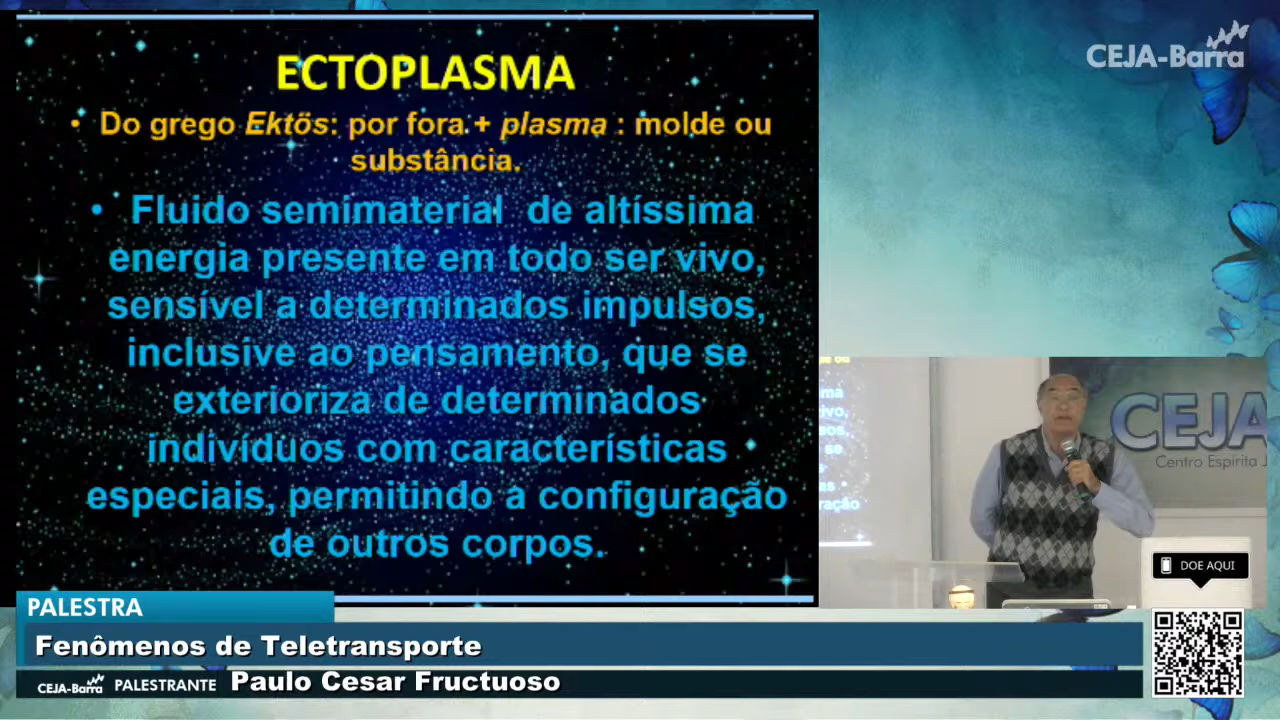 ECTOPLASMA
• Do grego Ektös: por fora + plasma : molde ou
substância.
• Fluido semimaterial de altíssima
energia presente em todo ser vivo,
sensível a determinados impulsos,
inclusive ao pensamento, que se
exterioriza de determinados
indivíduos com características
especiais, permitindo a configuração
de outros corpos.
CEJA-Barra
CEJA
Centro Espírita
DOE AQUI
PALESTRA
Fenômenos de Teletransporte
CEJA-Barra PALESTRANTE Paulo Cesar Fructuoso